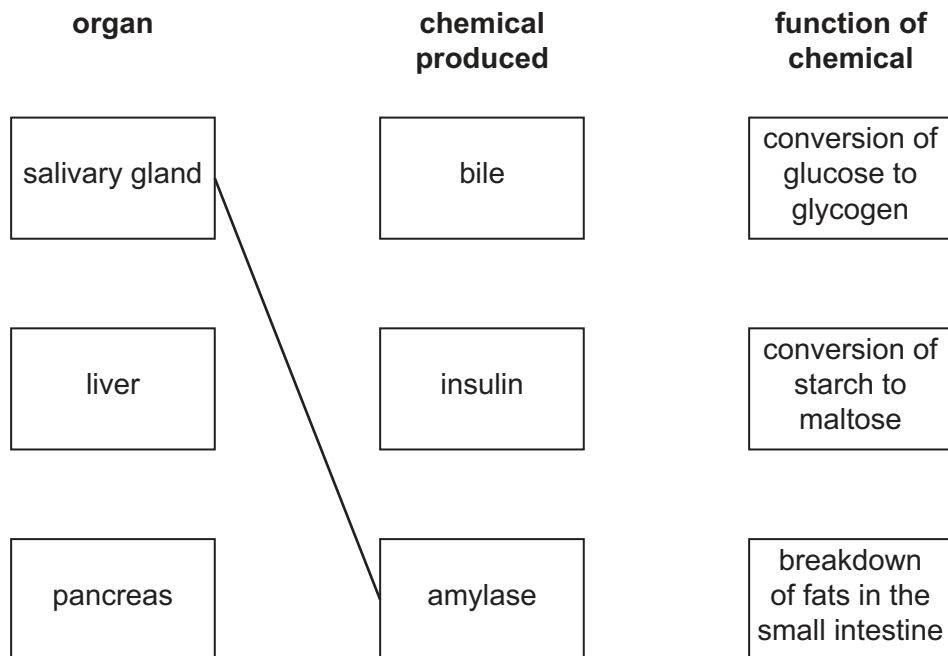 organ
chemical
produced
function of
chemical
salivary gland
bile
conversion of
glucose to
glycogen
liver
insulin
conversion of
starch to
maltose
pancreas
amylase
breakdown
of fats in the
small intestine